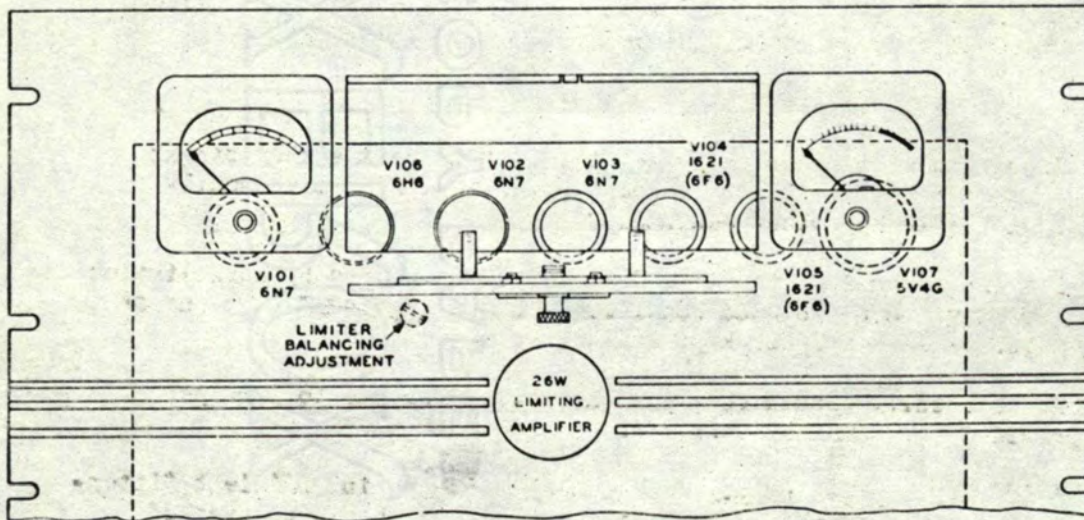 V106
6H6
V102
6N7
V103
6N7
V104
1621
(6F6)
V101
6N7
V105
1621
(6F6)
V107
5V4G
LIMITER
BALANCING
ADJUSTMENT
26W
LIMITING
AMPLIFIER